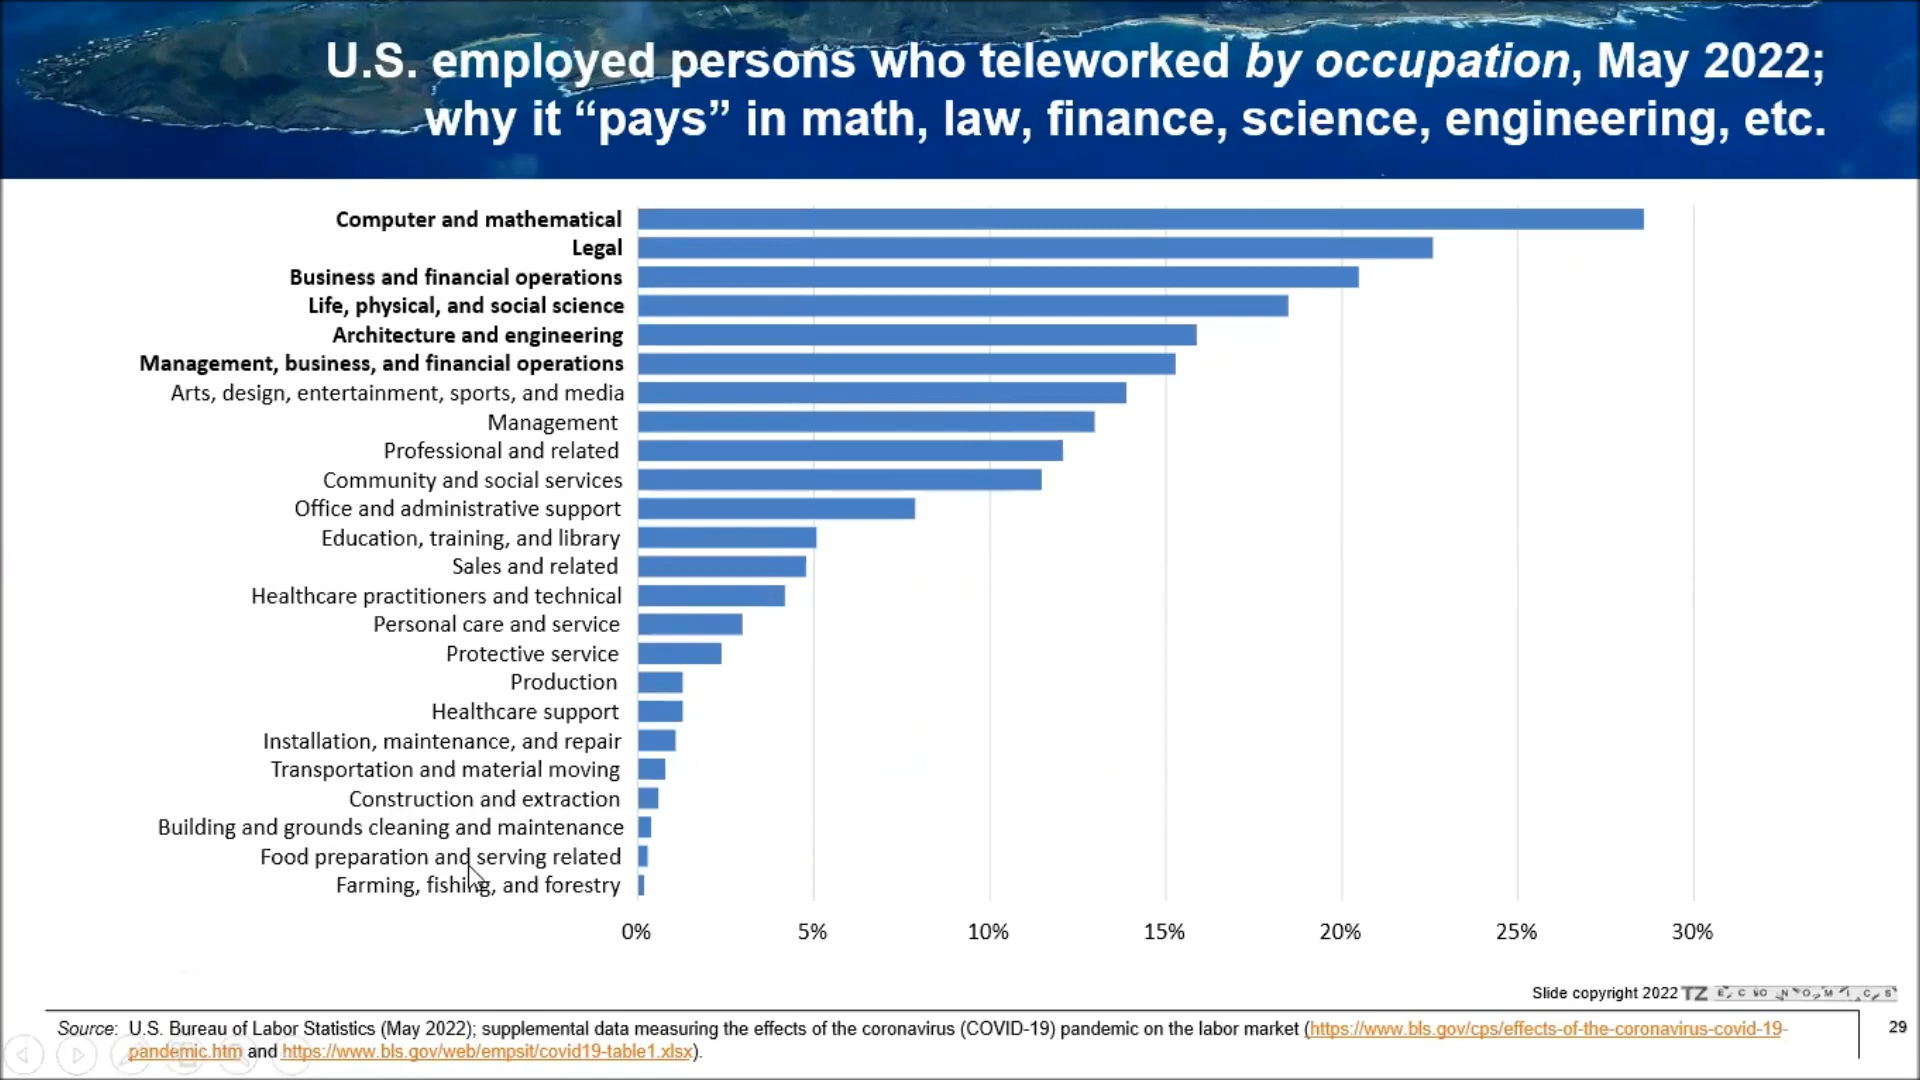 U.S. employed persons who teleworked by occupation, May 2022;
why it “pays” in math, law, finance, science, engineering, etc.
Computer and mathematical
Legal
Business and financial operations
Life, physical, and social science
Architecture and engineering
Management, business, and financial operations
Arts, design, entertainment, sports, and media
Management
Professional and related
Community and social services
Office and administrative support
Education, training, and library
Sales and related
Healthcare practitioners and technical
Personal care and service
Protective service
Production
Healthcare support
Installation, maintenance, and repair
Transportation and material moving
Construction and extraction
Building and grounds cleaning and maintenance
Food preparation and serving related
Farming, fishing, and forestry
0% 5% 10% 15% 20% 25% 30%
Slide copyright 2022 TZ ECONOMICS
Source: U.S. Bureau of Labor Statistics (May 2022); supplemental data measuring the effects of the coronavirus (COVID-19) pandemic on the labor market (https://www.bls.gov/cps/effects-of-the-coronavirus-covid-19-
pandemic.htm and https://www.bls.gov/web/empsit/covid19-table1.xlsx).
29